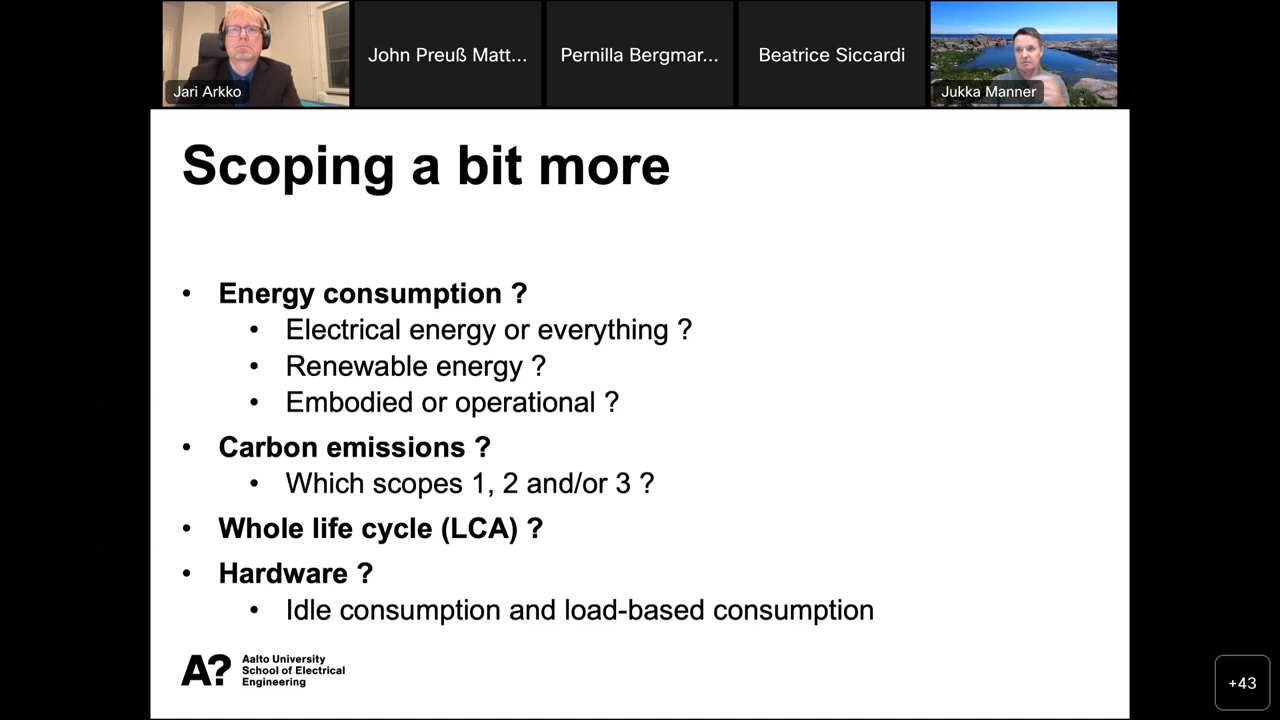 Jari Arkko
John Preuß Matt...
Pernilla Bergmar...
Beatrice Siccardi
Jukka Manner
Scoping a bit more
• Energy consumption ?
• Electrical energy or everything ?
• Renewable energy ?
• Embodied or operational ?
• Carbon emissions ?
• Which scopes 1, 2 and/or 3 ?
• Whole life cycle (LCA) ?
• Hardware ?
• Idle consumption and load-based consumption
A?
Aalto University
School of Electrical
Engineering
+43